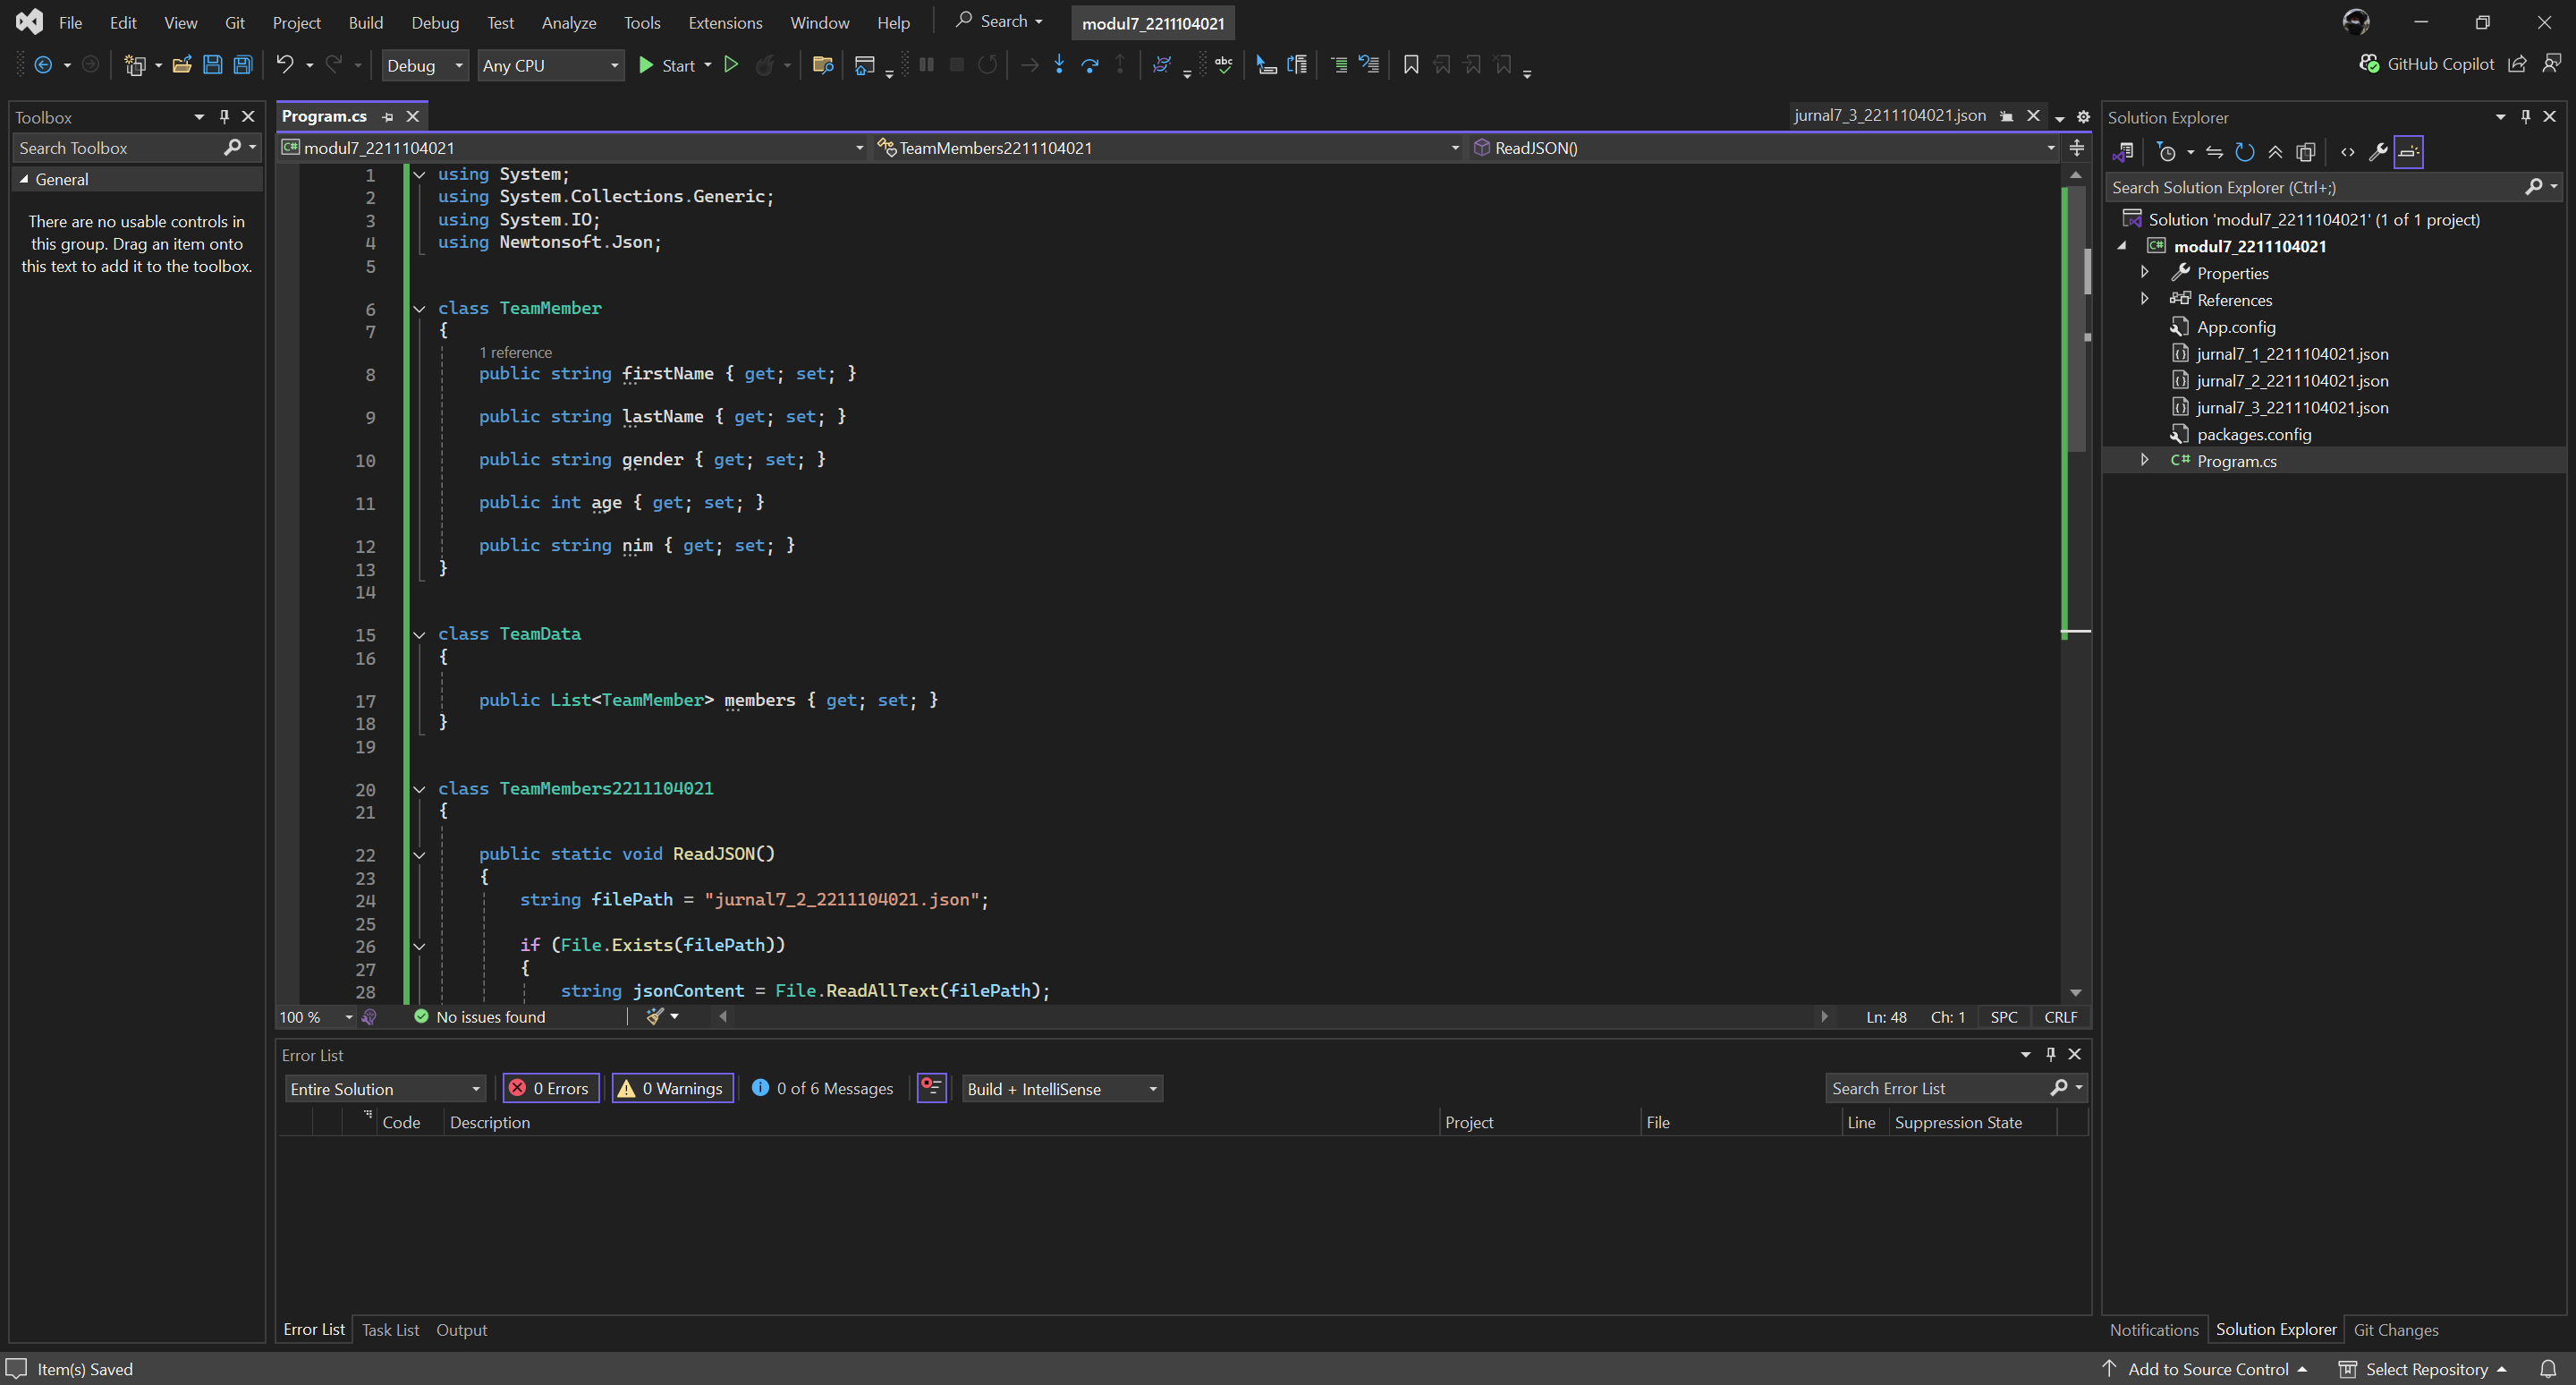 File Edit View Git Project Build Debug Test Analyze Tools Extensions Window Help Search modul7_2211104021
Debug Any CPU Start GitHub Copilot
Toolbox
Search Toolbox
General
There are no usable controls in
this group. Drag an item onto
this text to add it to the toolbox.
Program.cs jurnal7_3_2211104021.json
modul7_2211104021 TeamMembers2211104021 ReadJSON()
1 using System;
2 using System.Collections.Generic;
3 using System.IO;
4 using Newtonsoft.Json;
5
6 class TeamMember
7 {
1 reference
8 public string firstName { get; set; }
9 public string lastName { get; set; }
10 public string gender { get; set; }
11 public int age { get; set; }
12 public string nim { get; set; }
13 }
14
15 class TeamData
16 {
17 public List<TeamMember> members { get; set; }
18 }
19
20 class TeamMembers2211104021
21 {
22 public static void ReadJSON()
23 {
24 string filePath = "jurnal7_2_2211104021.json";
25
26 if (File.Exists(filePath))
27 {
28 string jsonContent = File.ReadAllText(filePath);
100 % No issues found Ln: 48 Ch: 1 SPC CRLF
Error List
Entire Solution 0 Errors 0 Warnings 0 of 6 Messages Build + IntelliSense Search Error List
Code Description Project File Line Suppression State
Error List Task List Output
Solution Explorer
Search Solution Explorer (Ctrl+;)
Solution 'modul7_2211104021' (1 of 1 project)
modul7_2211104021
Properties
References
App.config
jurnal7_1_2211104021.json
jurnal7_2_2211104021.json
jurnal7_3_2211104021.json
packages.config
C# Program.cs
Notifications Solution Explorer Git Changes
Item(s) Saved Add to Source Control Select Repository